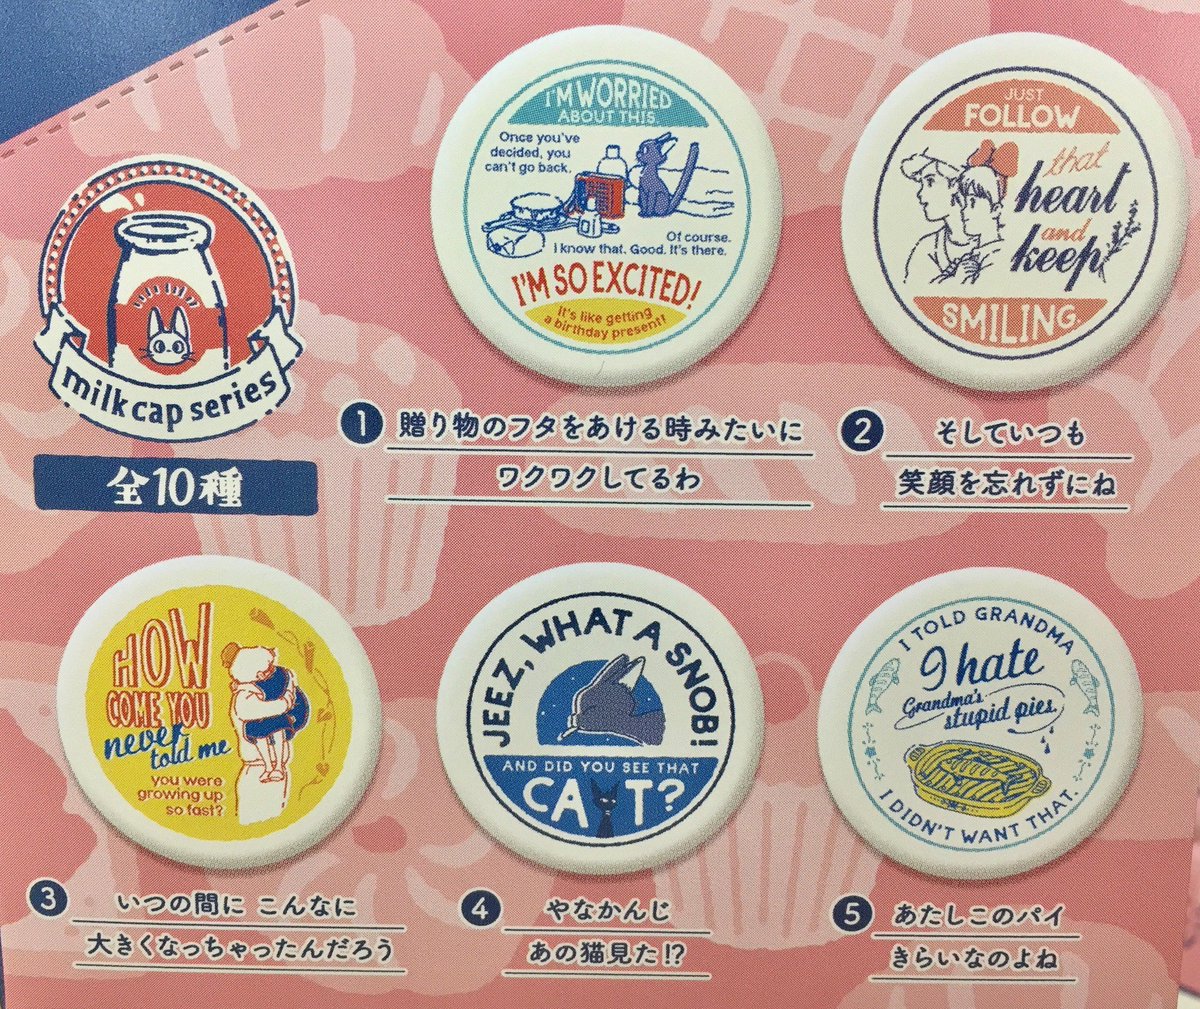 milk cap series
全10種
I'M WORRIED
ABOUT THIS.
Once you've
decided, you
can't go back.
Of course.
I know that. Good. It's there.
I'M SO EXCITED!
It's like getting
a birthday present!
1 贈り物のフタをあける時みたいに
ワクワクしてるわ
JUST
FOLLOW
that
heart
and
keep
SMILING.
2 そしていつも
笑顔を忘れずにね
HOW
COME YOU
never
told me
you were
growing up
so fast?
3 いつの間に こんなに
大きくなっちゃったんだろう
JEEZ, WHAT A SNOB!
AND DID YOU SEE THAT
CAT?
4 やなかんじ
あの猫見た!?
I TOLD GRANDMA
I hate
Grandma's
stupid pies.
I DIDN'T WANT THAT.
5 あたしこのパイ
きらいなのよね